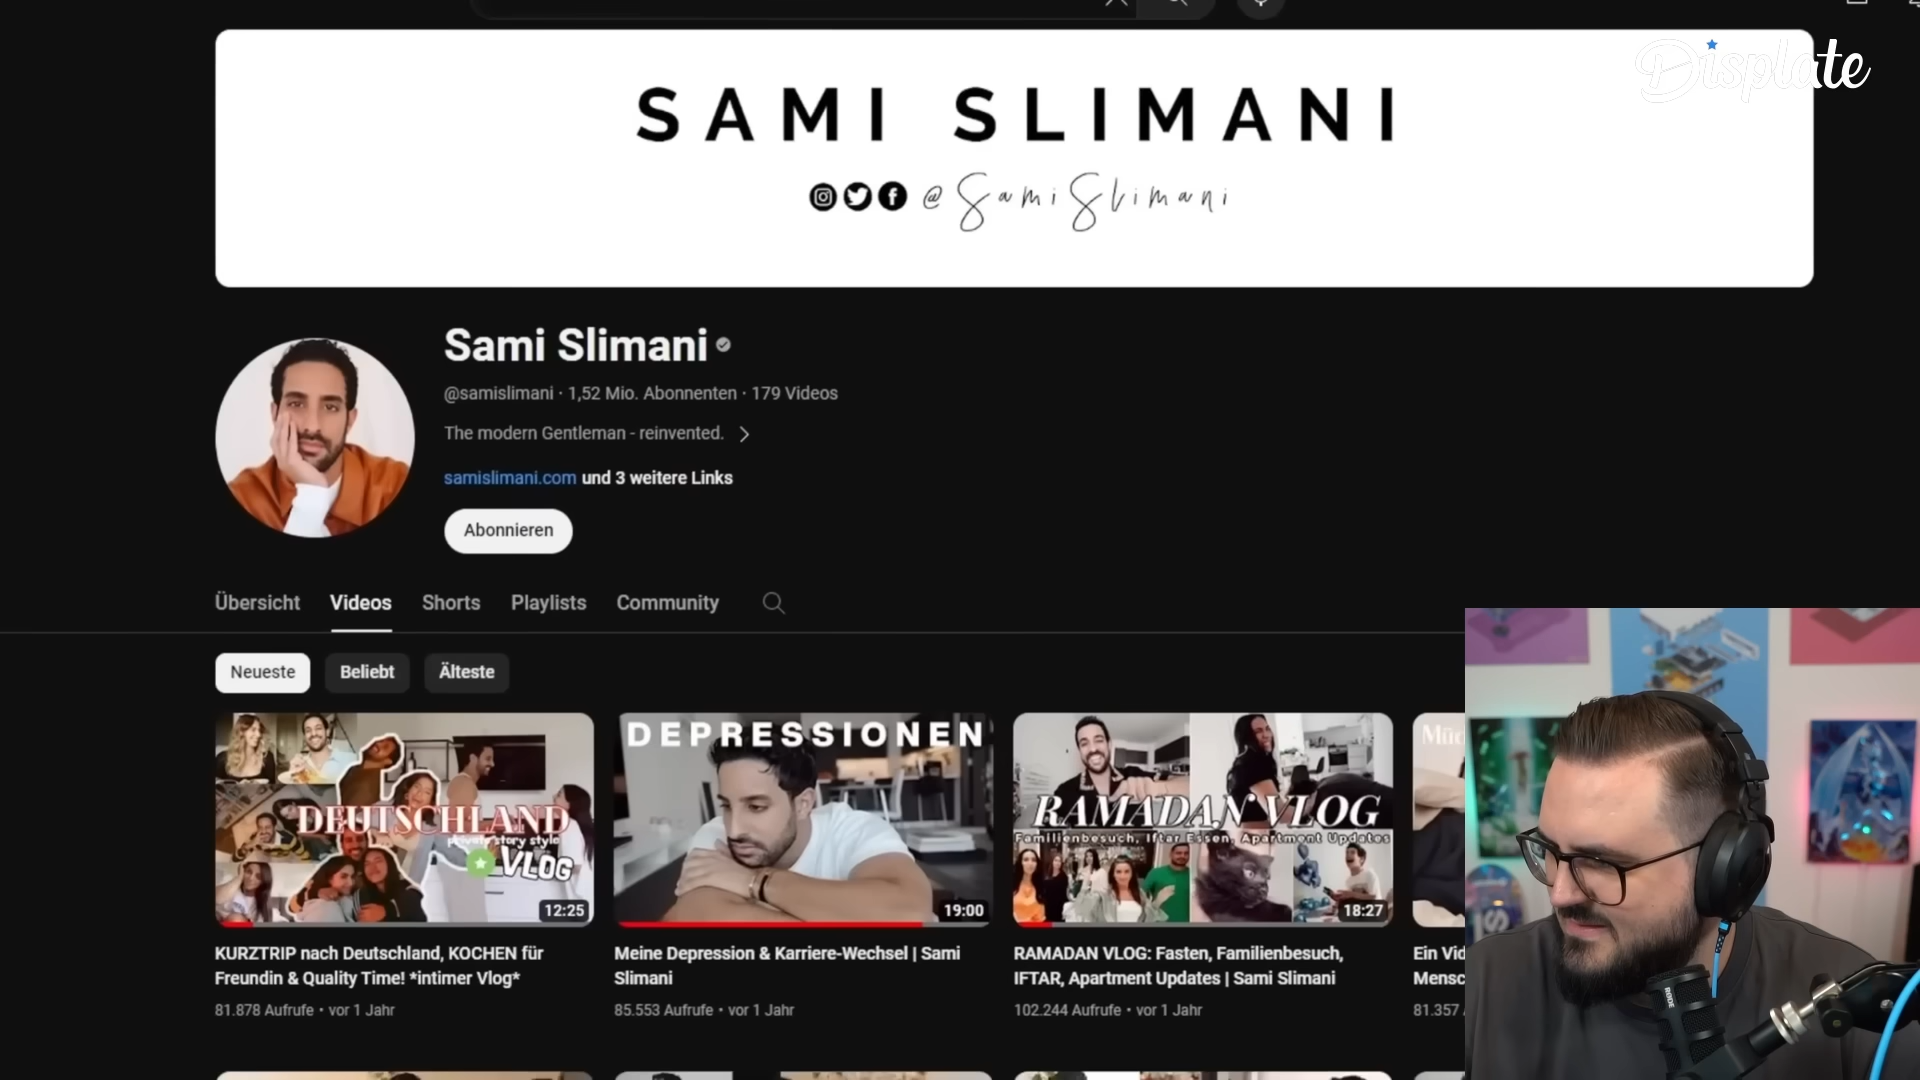 Displate
SAMI SLIMANI
@SamiSlimani
Sami Slimani
@samislimani · 1,52 Mio. Abonnenten · 179 Videos
The modern Gentleman - reinvented.
samislimani.com und 3 weitere Links
Abonnieren
Übersicht Videos Shorts Playlists Community
Neueste Beliebt Älteste
DEUTSCHLAND
private story style
VLOG
12:25
DEPRESSIONEN
19:00
RAMADAN VLOG
Familienbesuch, Iftar Essen, Apartment Updates
18:27
KURZTRIP nach Deutschland, KOCHEN für
Freundin & Quality Time! *intimer Vlog*
81.878 Aufrufe • vor 1 Jahr
Meine Depression & Karriere-Wechsel | Sami
Slimani
85.553 Aufrufe • vor 1 Jahr
RAMADAN VLOG: Fasten, Familienbesuch,
IFTAR, Apartment Updates | Sami Slimani
102.244 Aufrufe • vor 1 Jahr
Ein Vid
Mensc
81.357
RØDE